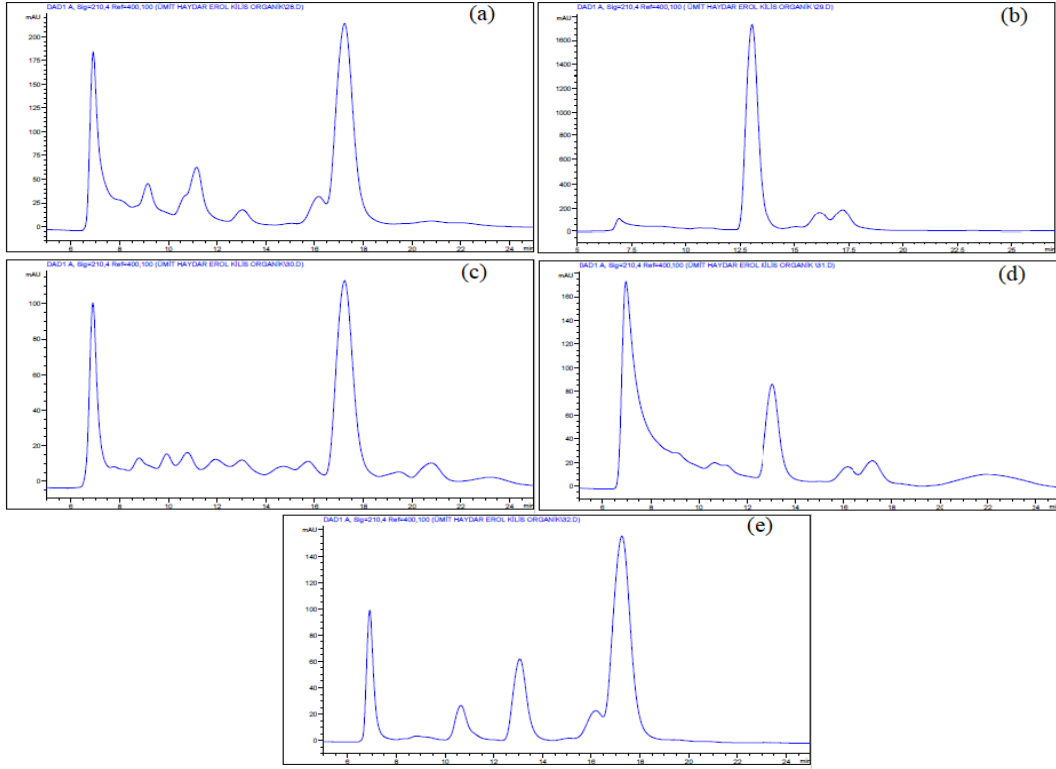 DAD1 A, Sig=210,4 Ref=400,100 (ÜMİT HAYDAR EROL KİLİS ORGANİK\28.D)
(a)
mAU
200
175
150
125
100
75
50
25
0
6 8 10 12 14 16 18 20 22 24 min
DAD1 A, Sig=210,4 Ref=400,100 ( ÜMİT HAYDAR EROL KİLİS ORGANİK \29.D)
(b)
mAU
1600
1400
1200
1000
800
600
400
200
0
5 7.5 10 12.5 15 17.5 20 22.5 25 min
DAD1 A, Sig=210,4 Ref=400,100 (ÜMİT HAYDAR EROL KİLİS ORGANİK\30.D)
(c)
mAU
100
80
60
40
20
0
6 8 10 12 14 16 18 20 22 24 min
DAD1 A, Sig=210,4 Ref=400,100 (ÜMİT HAYDAR EROL KİLİS ORGANİK \31.D)
(d)
mAU
160
140
120
100
80
60
40
20
0
6 8 10 12 14 16 18 20 22 24 min
DAD1 A, Sig=210,4 Ref=400,100 (ÜMİT HAYDAR EROL KİLİS ORGANİK\32.D)
(e)
mAU
140
120
100
80
60
40
20
0
6 8 10 12 14 16 18 20 22 24 min